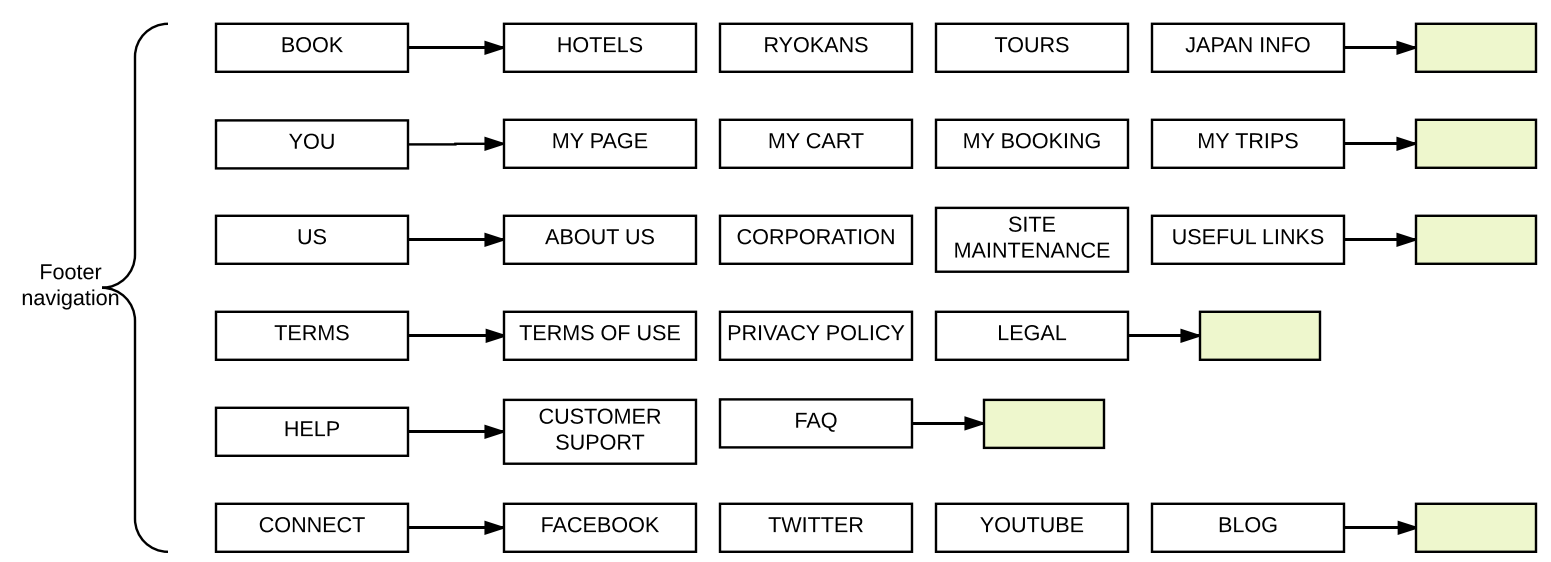 BOOK
HOTELS
RYOKANS
TOURS
JAPAN INFO
YOU
MY PAGE
MY CART
MY BOOKING
MY TRIPS
US
ABOUT US
CORPORATION
SITE
MAINTENANCE
USEFUL LINKS
Footer
navigation
TERMS
TERMS OF USE
PRIVACY POLICY
LEGAL
HELP
CUSTOMER
SUPORT
FAQ
CONNECT
FACEBOOK
TWITTER
YOUTUBE
BLOG